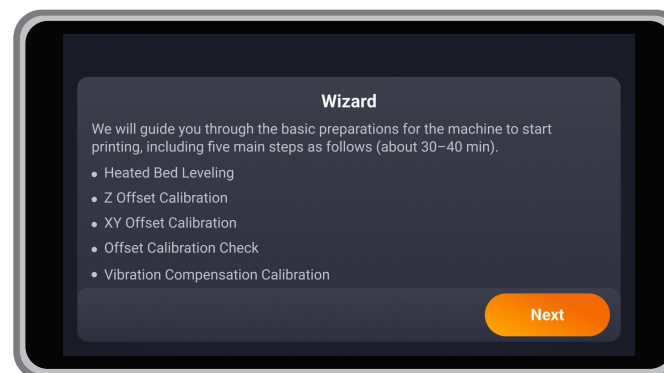 Wizard
We will guide you through the basic preparations for the machine to start
printing, including five main steps as follows (about 30–40 min).
● Heated Bed Leveling
● Z Offset Calibration
● XY Offset Calibration
● Offset Calibration Check
● Vibration Compensation Calibration
Next